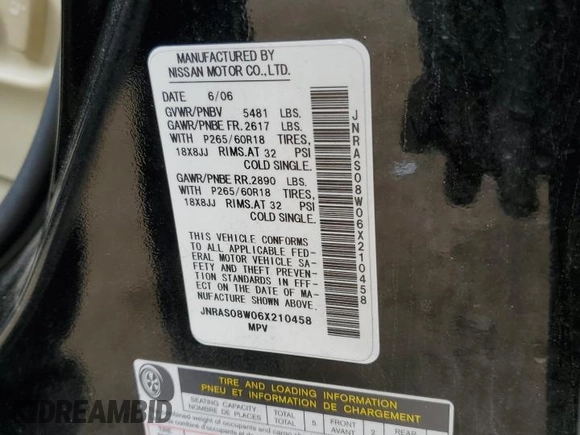 MANUFACTURED BY
NISSAN MOTOR CO.,LTD.
DATE 6/06
GVWR/PNBV 5481 LBS.
GAWR/PNBE FR.2617 LBS.
WITH P265/60R18 TIRES,
18X8JJ RIMS.AT 32 PSI
COLD SINGLE.
GAWR/PNBE RR.2890 LBS.
WITH P265/60R18 TIRES,
18X8JJ RIMS.AT 32 PSI
COLD SINGLE.
THIS VEHICLE CONFORMS
TO ALL APPLICABLE FED-
ERAL MOTOR VEHICLE SA-
FETY AND THEFT PREVEN-
TION STANDARDS IN EFF-
ECT ON THE DATE OF MA-
NUFACTURE SHOWN ABOVE.
JNRAS08W06X210458
MPV
JNRAS08W06X210458
TIRE AND LOADING INFORMATION
PNEU ET INFORMATION DE CHARGEMENT
SEATING CAPACITY
NOMBRE DE PLACES
TOTAL
TOTAL
5
FRONT
AVANT
2
REAR
DREAMBID